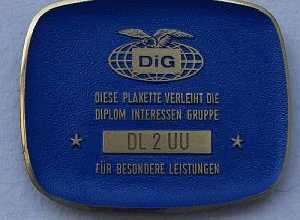 DiG
DIESE PLAKETTE VERLEIHT DIE
DIPLOM INTERESSEN GRUPPE
DL 2 UU
FÜR BESONDERE LEISTUNGEN